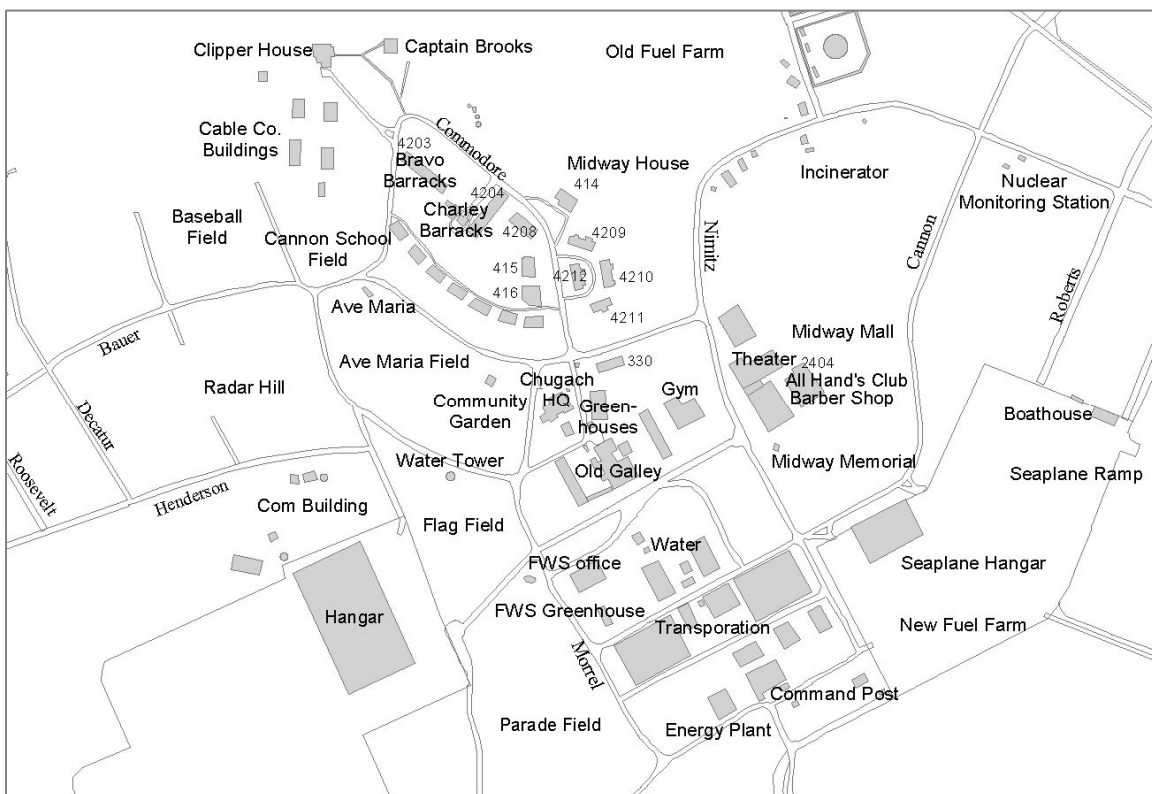 Clipper House
Captain Brooks
Old Fuel Farm
Cable Co.
Buildings
Commodore
4203
Bravo
Barracks
Midway House
414
4204
Charley
Barracks
4208
Incinerator
Nuclear
Monitoring Station
Baseball
Field
Cannon School
Field
4209
415
4212
4210
416
4211
Nimitz
Cannon
Roberts
Ave Maria
Bauer
Ave Maria Field
Radar Hill
Decatur
Roosevelt
Henderson
330
Chugach
HQ
Green-
houses
Gym
Community
Garden
Midway Mall
Theater
2404
All Hand's Club
Barber Shop
Boathouse
Water Tower
Old Galley
Midway Memorial
Seaplane Ramp
Com Building
Flag Field
FWS office
Water
Seaplane Hangar
FWS Greenhouse
Hangar
Transporation
New Fuel Farm
Morrel
Command Post
Parade Field
Energy Plant